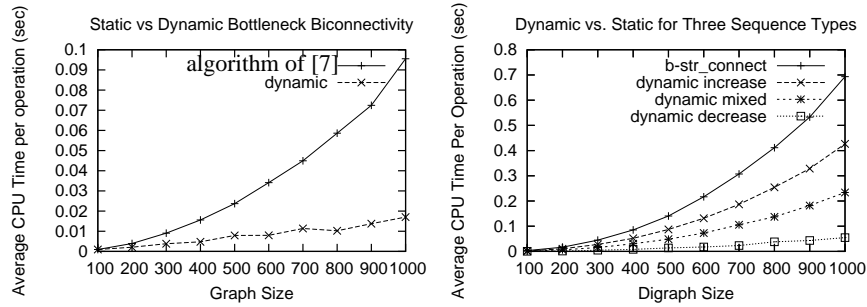 Static vs Dynamic Bottleneck Biconnectivity
Average CPU Time per operation (sec)
0.1
0.09
0.08
0.07
0.06
0.05
0.04
0.03
0.02
0.01
0
algorithm of [7]
dynamic
100 200 300 400 500 600 700 800 900 1000
Graph Size
Dynamic vs. Static for Three Sequence Types
Average CPU Time Per Operation (sec)
0.8
0.7
0.6
0.5
0.4
0.3
0.2
0.1
0
b-str_connect
dynamic increase
dynamic mixed
dynamic decrease
100 200 300 400 500 600 700 800 900 1000
Digraph Size